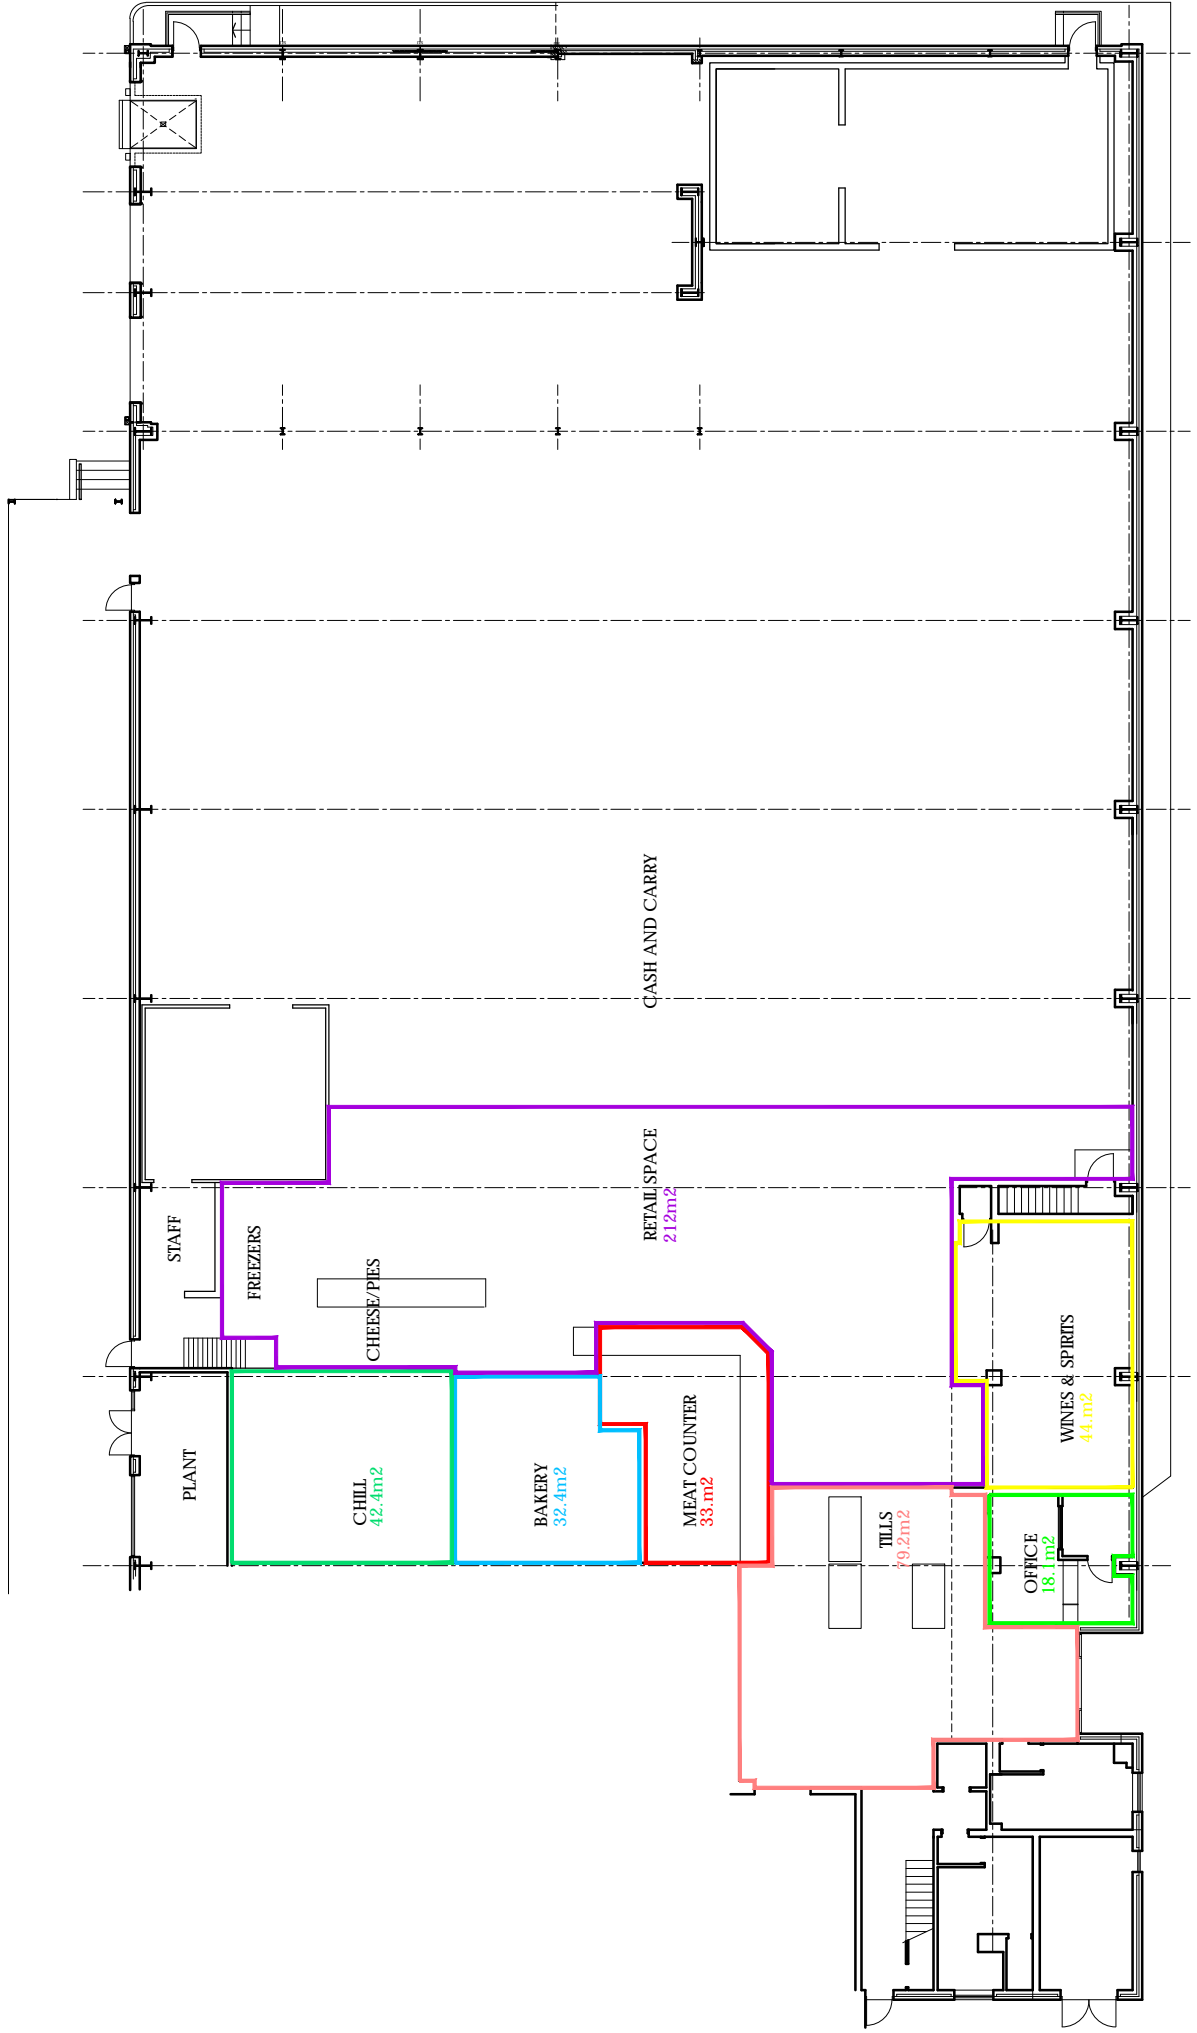 CASH AND CARRY
RETAIL SPACE
212m2
STAFF
FREEZERS
CHEESE/PIES
PLANT
CHILL
42.4m2
BAKERY
32.4m2
MEAT COUNTER
33.m2
WINES & SPIRITS
44.m2
TILLS
79.2m2
OFFICE
18.1m2